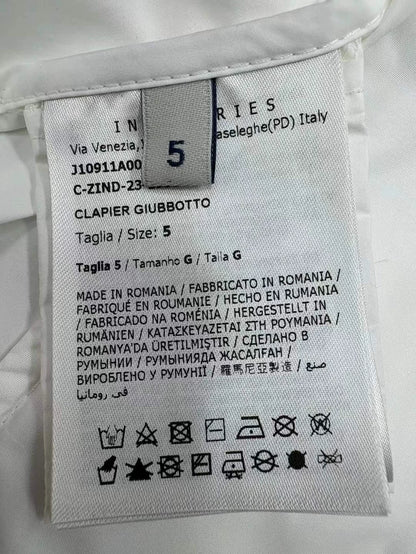 5
IN RIES
Via Venezia, aseleghe(PD) Italy
J10911A00
C-ZIND-23
CLAPIER GIUBBOTTO
Taglia / Size: 5
Taglia 5 / Tamanho G / Talla G
MADE IN ROMANIA / FABBRICATO IN ROMANIA /
FABRIQUÉ EN ROUMANIE / HECHO EN RUMANIA
/ FABRICADO NA ROMÉNIA / HERGESTELLT IN
RUMÄNIEN / ΚΑΤΑΣΚΕΥΑΖΕΤΑΙ ΣΤΗ ΡΟΥΜΑΝΙΑ /
ROMANYA'DA ÜRETILMIŞTIR / СДЕЛАНО В
РУМЫНИИ / РУМЫНИЯДА ЖАСАЛҒАН /
ВИРОБЛЕНО У РУМУНІЇ / 羅馬尼亞製造 / صنع
في رومانيا